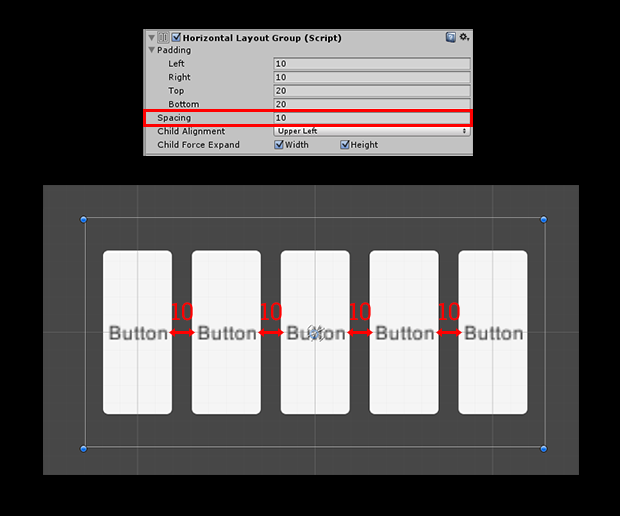 Horizontal Layout Group (Script)
Padding
Left 10
Right 10
Top 20
Bottom 20
Spacing 10
Child Alignment Upper Left
Child Force Expand Width Height
10 10 10 10
Button Button Button Button Button